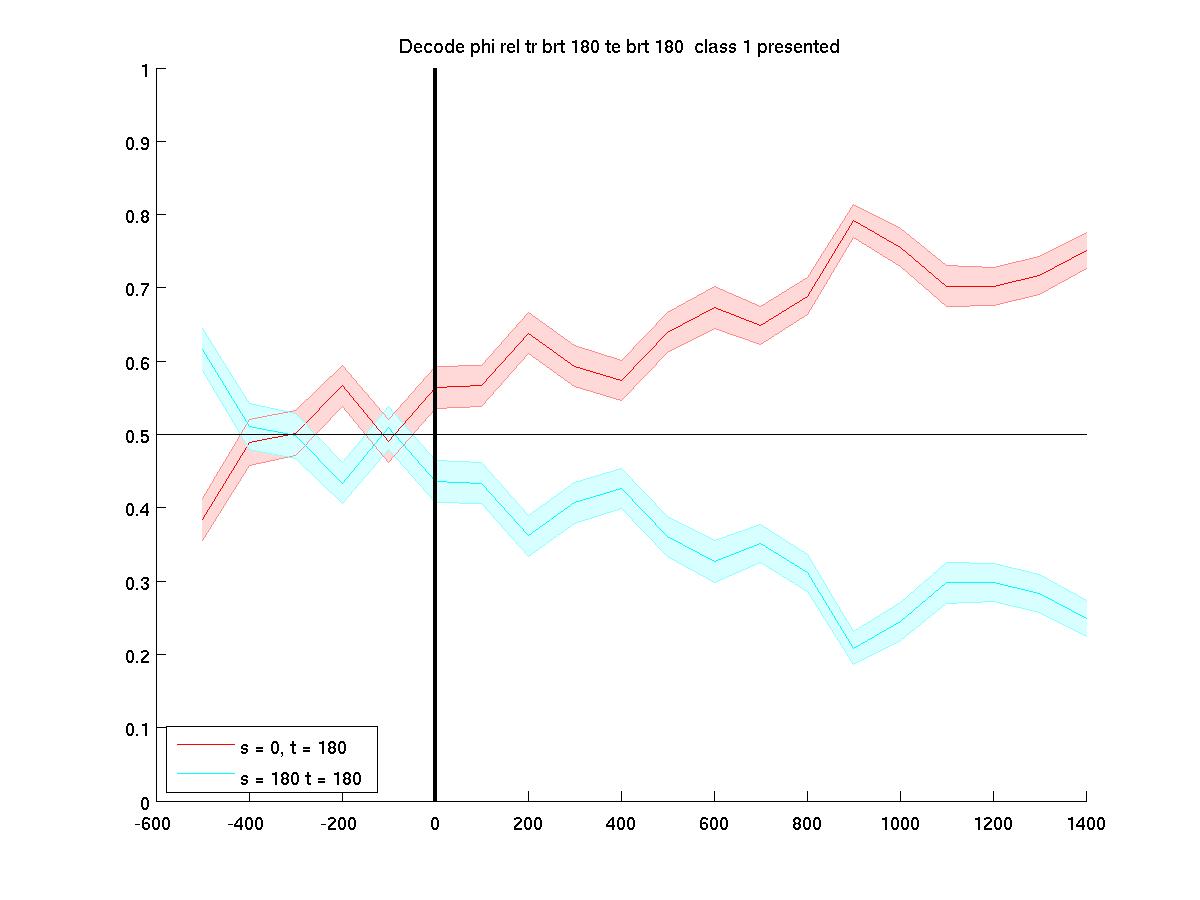 Decode phi rel tr brt 180 te brt 180  class 1 presented
1
0.9
0.8
0.7
0.6
0.5
0.4
0.3
0.2
0.1
0
s = 0, t = 180
s = 180 t = 180
-600 -400 -200 0 200 400 600 800 1000 1200 1400